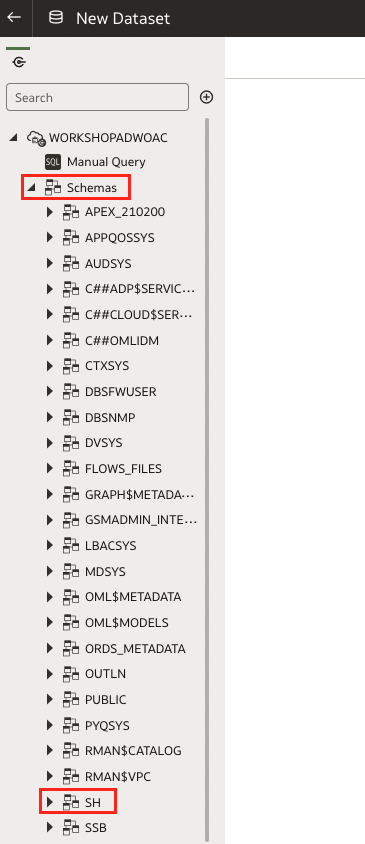 New Dataset
Search
WORKSHOPADWOAC
SQL Manual Query
Schemas
APEX_210200
APPQOSSYS
AUDSYS
C##ADP$SERVIC...
C##CLOUD$SER...
C##OMLIDM
CTXSYS
DBSFWUSER
DBSNMP
DVSYS
FLOWS_FILES
GRAPH$METADA...
GSMADMIN_INTE...
LBACSYS
MDSYS
OML$METADATA
OML$MODELS
ORDS_METADATA
OUTLN
PUBLIC
PYQSYS
RMAN$CATALOG
RMAN$VPC
SH
SSB